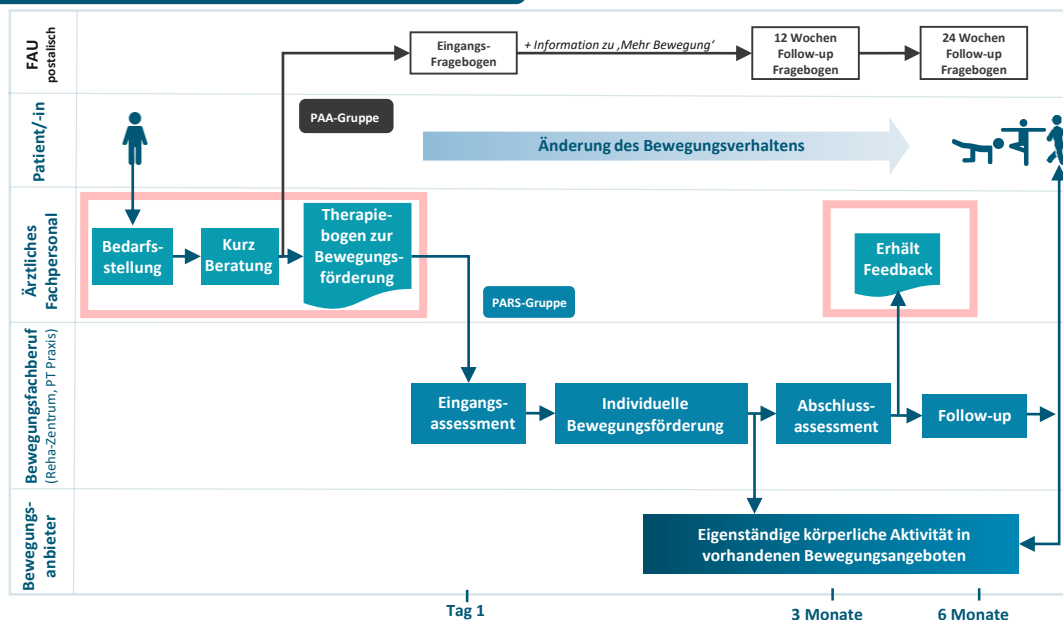 FAU
postalisch
Eingangs-
Fragebogen
+ Information zu ‚Mehr Bewegung‘
12 Wochen
Follow-up
Fragebogen
24 Wochen
Follow-up
Fragebogen
PAA-Gruppe
Patient/-in
Änderung des Bewegungsverhaltens
Ärztliches
Fachpersonal
Bedarfs-
stellung
Kurz
Beratung
Therapie-
bogen zur
Bewegungs-
förderung
Erhält
Feedback
PARS-Gruppe
Bewegungsfachberuf
(Reha-Zentrum, PT Praxis)
Eingangs-
assessment
Individuelle
Bewegungsförderung
Abschluss-
assessment
Follow-up
Bewegungs-
anbieter
Eigenständige körperliche Aktivität in
vorhandenen Bewegungsangeboten
Tag 1
3 Monate
6 Monate